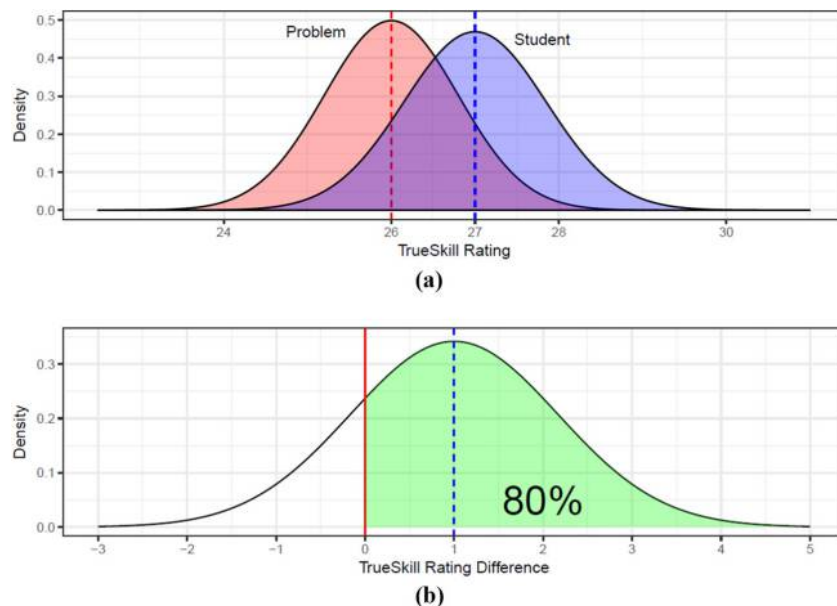 0.5
0.4
0.3
0.2
0.1
0.0
Density
Problem
Student
24 26 27 28 30
TrueSkill Rating
(a)
0.3
0.2
0.1
0.0
Density
80%
−3 −2 −1 0 1 2 3 4 5
TrueSkill Rating Difference
(b)